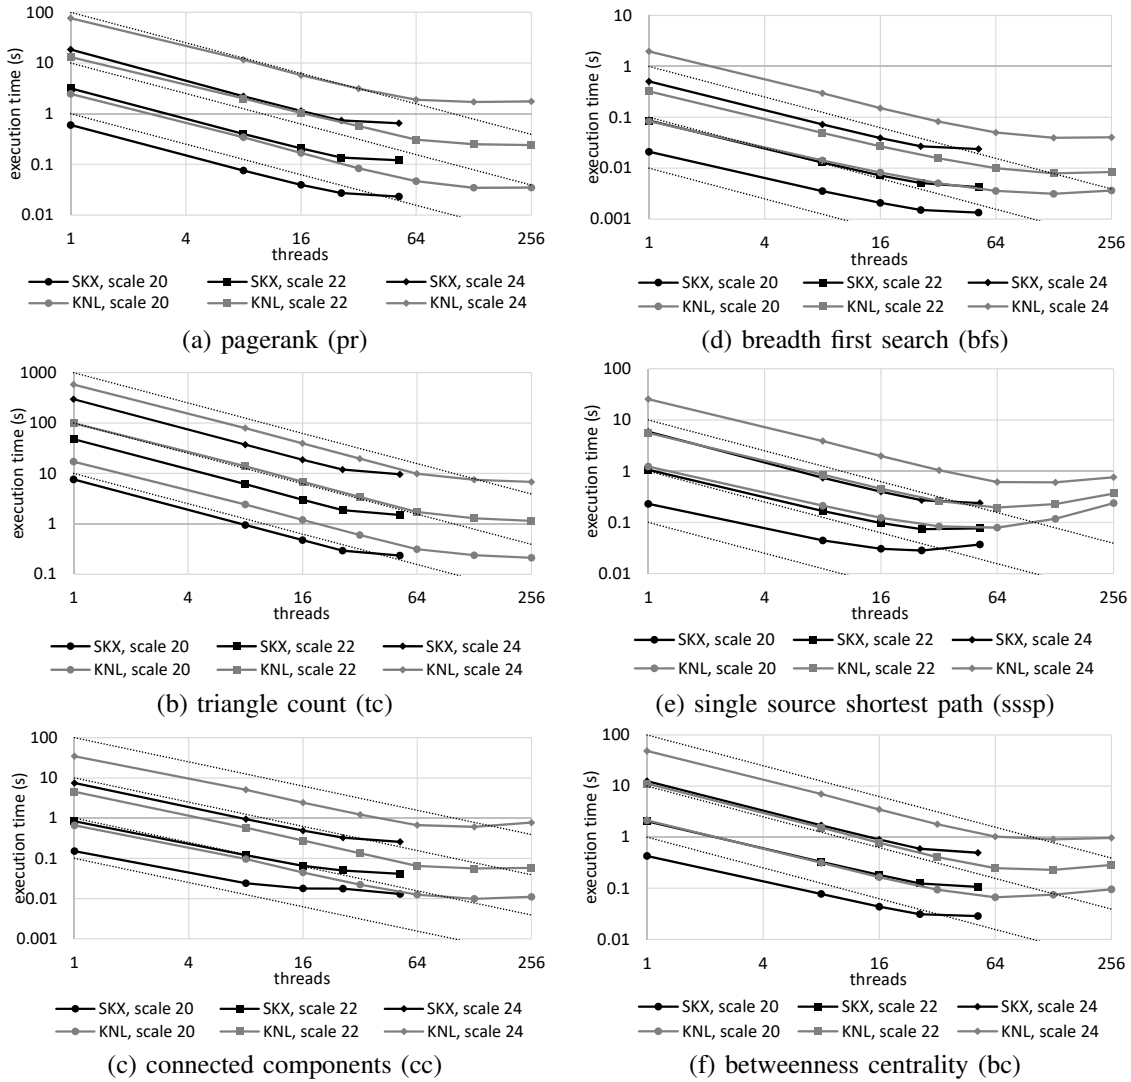 execution time (s)
100
10
1
0.1
0.01
1 4 16 64 256
threads
SKX, scale 20 SKX, scale 22 SKX, scale 24
KNL, scale 20 KNL, scale 22 KNL, scale 24
(a) pagerank (pr)
execution time (s)
10
1
0.1
0.01
0.001
1 4 16 64 256
threads
SKX, scale 20 SKX, scale 22 SKX, scale 24
KNL, scale 20 KNL, scale 22 KNL, scale 24
(d) breadth first search (bfs)
execution time (s)
1000
100
10
1
0.1
1 4 16 64 256
threads
SKX, scale 20 SKX, scale 22 SKX, scale 24
KNL, scale 20 KNL, scale 22 KNL, scale 24
(b) triangle count (tc)
execution time (s)
100
10
1
0.1
0.01
1 4 16 64 256
threads
SKX, scale 20 SKX, scale 22 SKX, scale 24
KNL, scale 20 KNL, scale 22 KNL, scale 24
(e) single source shortest path (sssp)
execution time (s)
100
10
1
0.1
0.01
0.001
1 4 16 64 256
threads
SKX, scale 20 SKX, scale 22 SKX, scale 24
KNL, scale 20 KNL, scale 22 KNL, scale 24
(c) connected components (cc)
execution time (s)
100
10
1
0.1
0.01
1 4 16 64 256
threads
SKX, scale 20 SKX, scale 22 SKX, scale 24
KNL, scale 20 KNL, scale 22 KNL, scale 24
(f) betweenness centrality (bc)